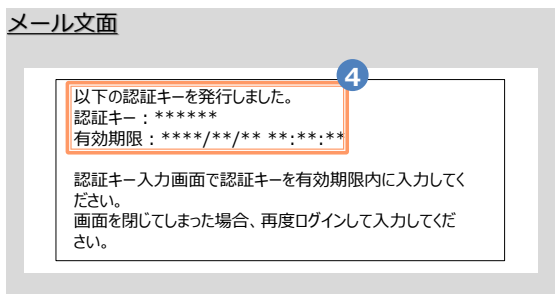 メール文面
4
以下の認証キーを発行しました。
認証キー：******
有効期限：****/**/** **:**:**
認証キー入力画面で認証キーを有効期限内に入力してく
ださい。
画面を閉じてしまった場合、再度ログインして入力してくだ
さい。